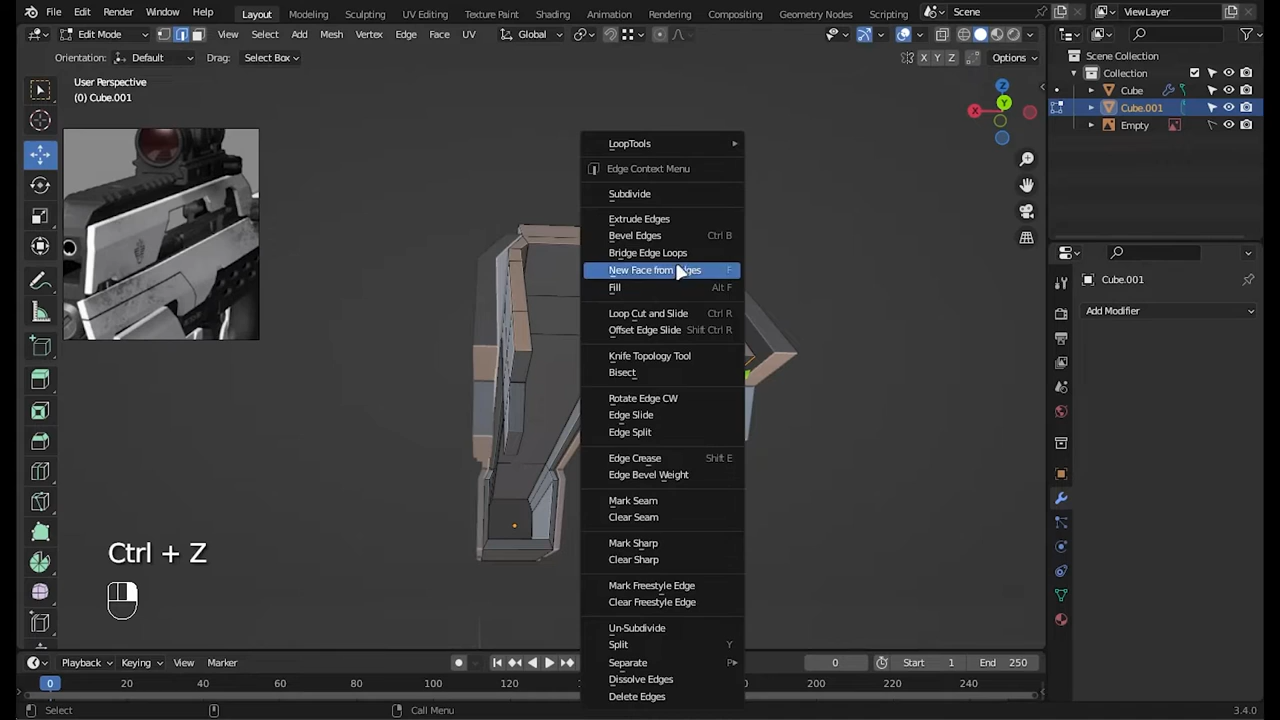 File Edit Render Window Help Layout Modeling Sculpting UV Editing Texture Paint Shading Animation Rendering Compositing Geometry Nodes Scripting Scene ViewLayer
Edit Mode View Select Add Mesh Vertex Edge Face UV Global
Orientation: Default Drag: Select Box X Y Z Options
User Perspective
(0) Cube.001
Z
Y
X
Scene Collection
Collection
Cube
Cube.001
Empty
Cube.001
Add Modifier
LoopTools
Edge Context Menu
Subdivide
Extrude Edges
Bevel Edges Ctrl B
Bridge Edge Loops
New Face from Edges F
Fill Alt F
Loop Cut and Slide Ctrl R
Offset Edge Slide Shift Ctrl R
Knife Topology Tool
Bisect
Rotate Edge CW
Edge Slide
Edge Split
Edge Crease Shift E
Edge Bevel Weight
Mark Seam
Clear Seam
Mark Sharp
Clear Sharp
Mark Freestyle Edge
Clear Freestyle Edge
Un-Subdivide
Split Y
Separate P
Dissolve Edges
Delete Edges
Ctrl + Z
Playback Keying View Marker 0 Start 1 End 250
0 20 40 60 80 100 120 140 160 180 200 220 240
Select Call Menu 3.4.0